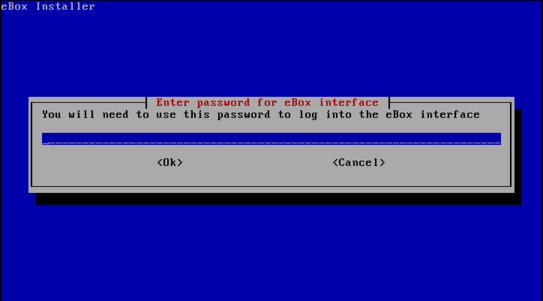 eBox Installer
Enter password for eBox interface
You will need to use this password to log into the eBox interface
<Ok> <Cancel>